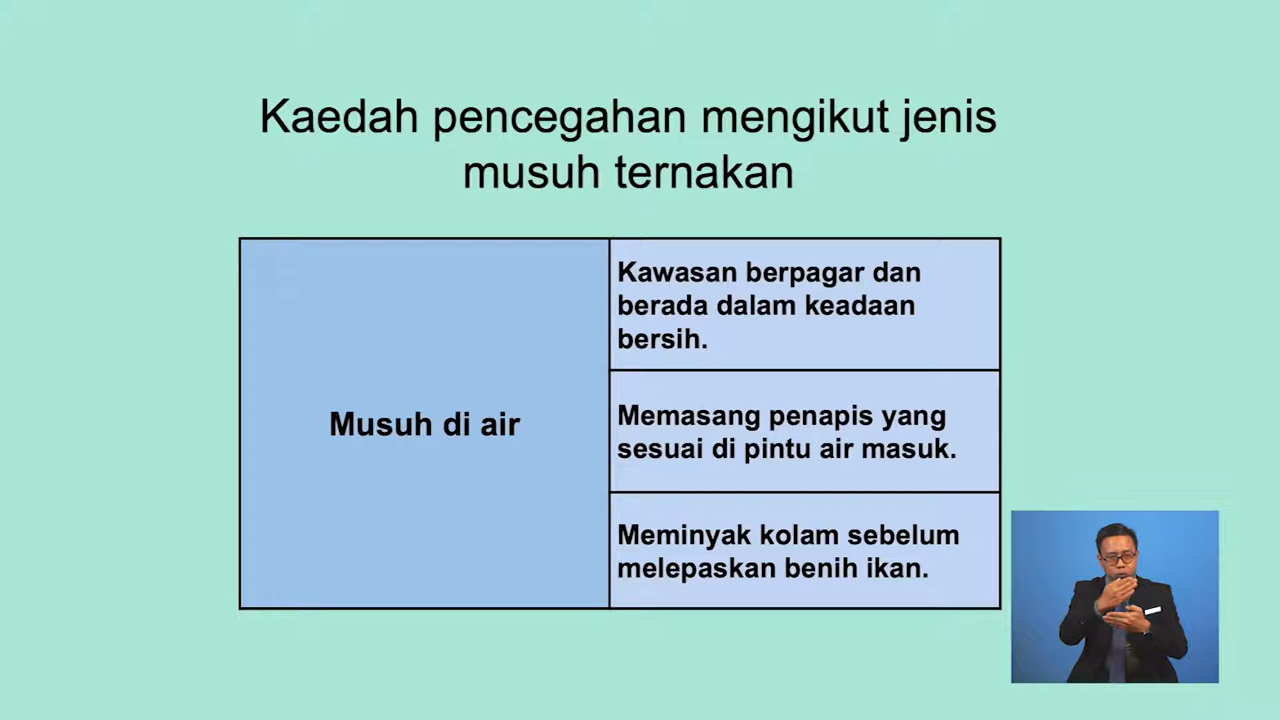 Kaedah pencegahan mengikut jenis
musuh ternakan
Musuh di air
Kawasan berpagar dan
berada dalam keadaan
bersih.
Memasang penapis yang
sesuai di pintu air masuk.
Meminyak kolam sebelum
melepaskan benih ikan.